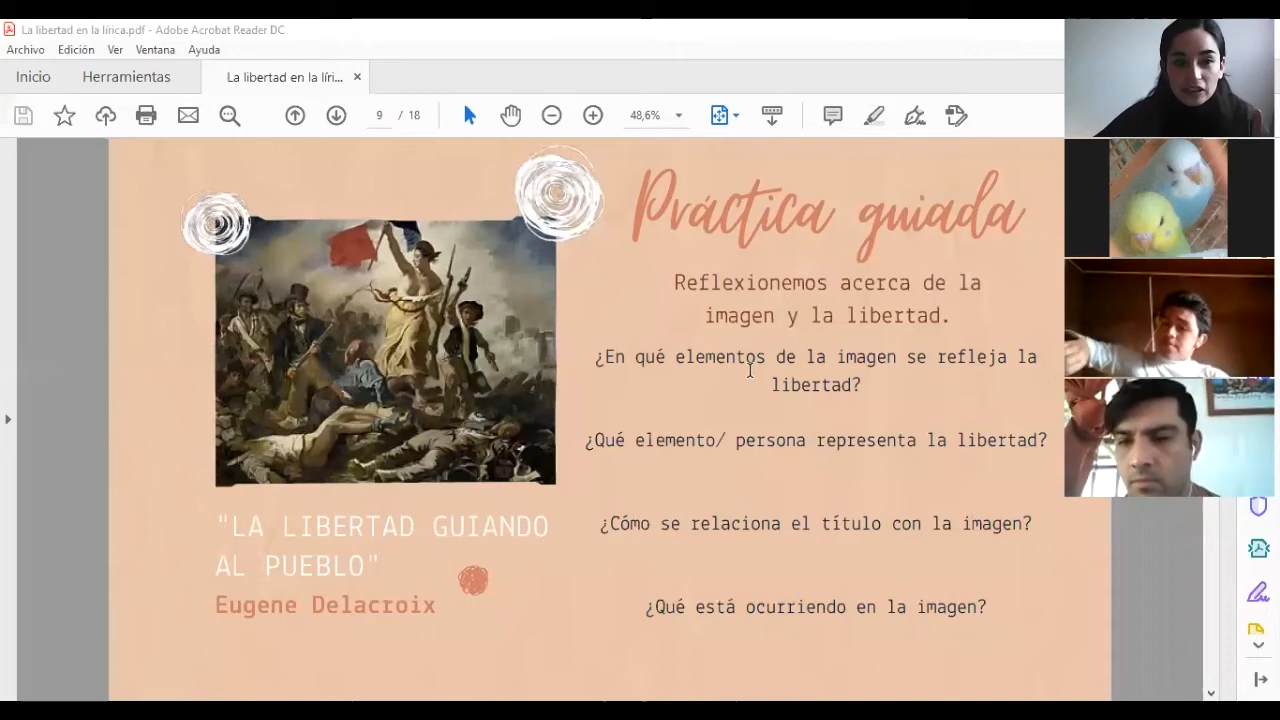 La libertad en la lírica.pdf - Adobe Acrobat Reader DC
Archivo Edición Ver Ventana Ayuda
Inicio Herramientas La libertad en la líri... ×
9 / 18 48,6%
Práctica guiada
Reflexionemos acerca de la
imagen y la libertad.
¿En qué elementos de la imagen se refleja la
libertad?
¿Qué elemento/ persona representa la libertad?
¿Cómo se relaciona el título con la imagen?
¿Qué está ocurriendo en la imagen?
"LA LIBERTAD GUIANDO
AL PUEBLO"
Eugene Delacroix